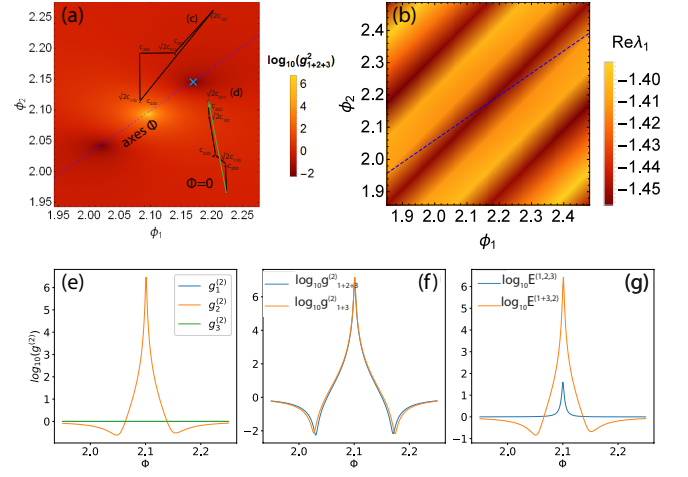 (a)
(c)
√2c₁₁₀
√2c
c₂₀₀
log₁₀(g²₁₊₂₊₃)
2.25
2.20
2.15
2.10
2.05
2.00
1.95
ϕ₂
√2c₁₁₀
c₀₂₀
(d)
axes Φ
Φ=0
1.95 2.00 2.05 2.10 2.15 2.20 2.25
ϕ₁
6
4
2
0
−2
(b)
2.4
2.3
2.2
2.1
2.0
1.9
ϕ₂
1.9 2.0 2.1 2.2 2.3 2.4
ϕ₁
Reλ₁
−1.40
−1.41
−1.42
−1.43
−1.44
−1.45
(e)
g₁⁽²⁾
g₂⁽²⁾
g₃⁽²⁾
log₁₀(g⁽²⁾)
6
5
4
3
2
1
0
2.0 2.1 2.2
Φ
(f)
log₁₀g⁽²⁾₁₊₂₊₃
log₁₀g⁽²⁾₁₊₃
6
4
2
0
−2
2.0 2.1 2.2
Φ
(g)
log₁₀E⁽¹,²,³⁾
log₁₀E⁽¹⁺³,²⁾
6
5
4
3
2
1
0
−1
2.0 2.1 2.2
Φ